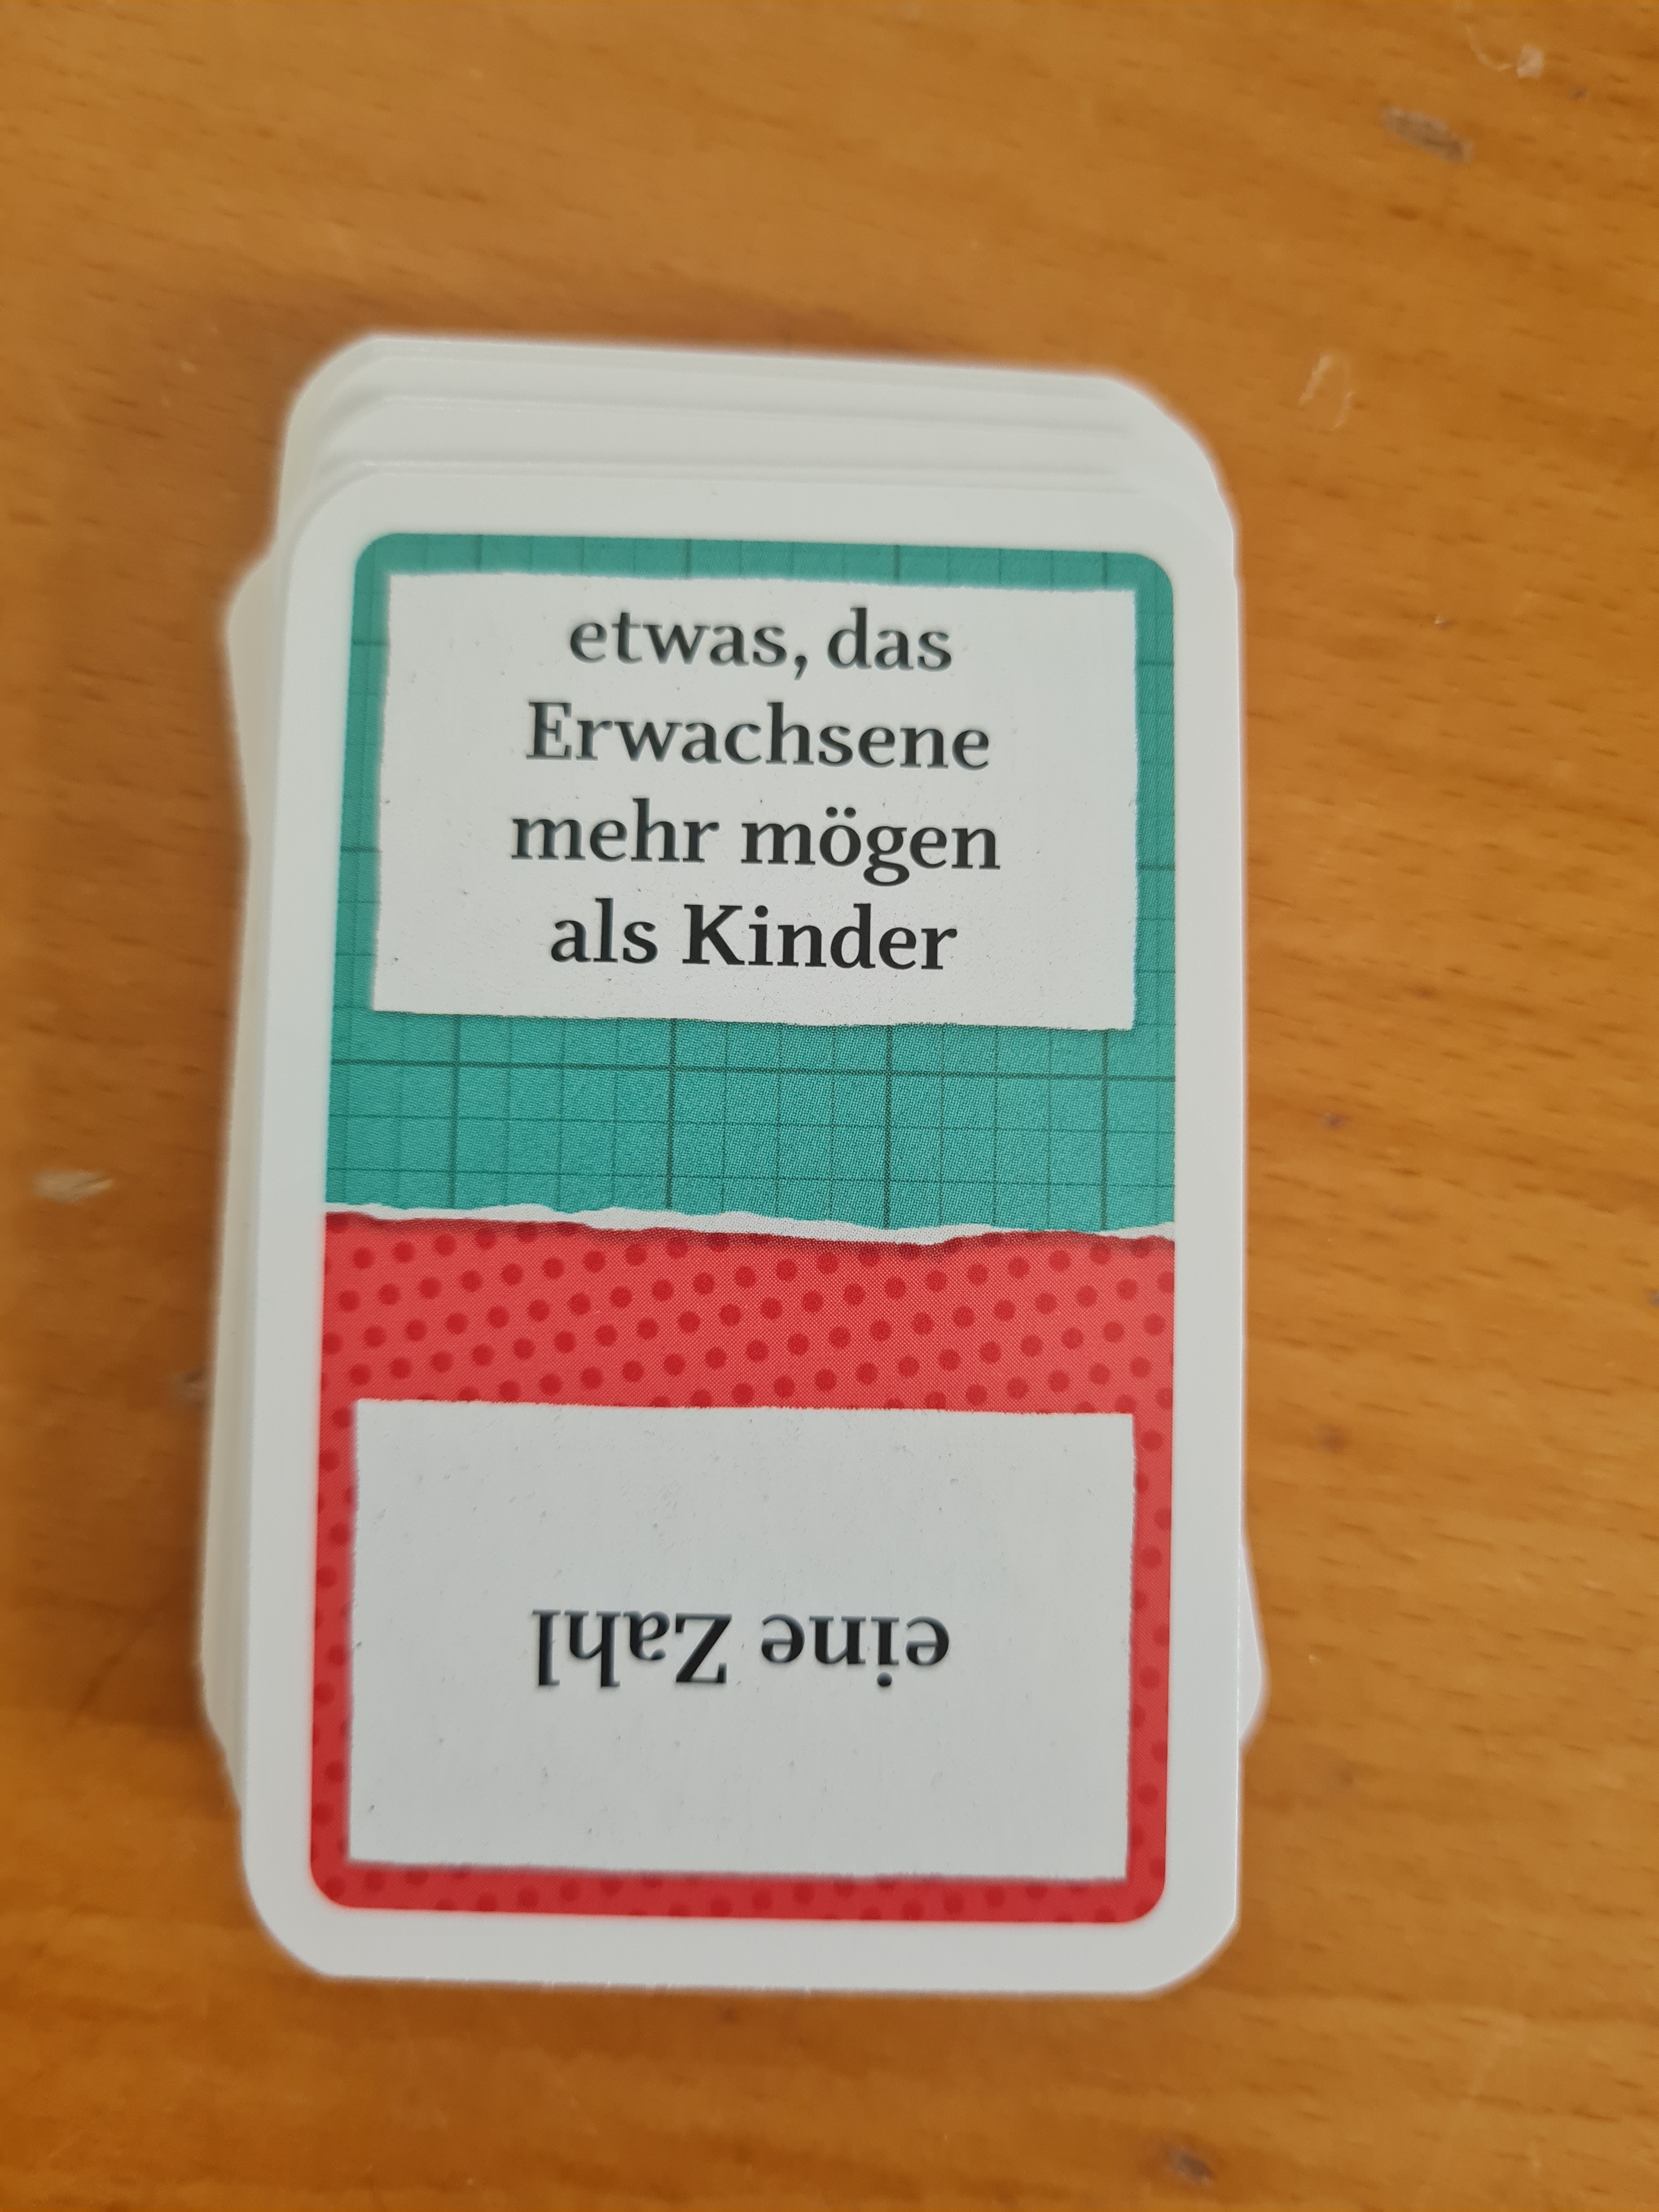 etwas, das
Erwachsene
mehr mögen
als Kinder
eine Zahl